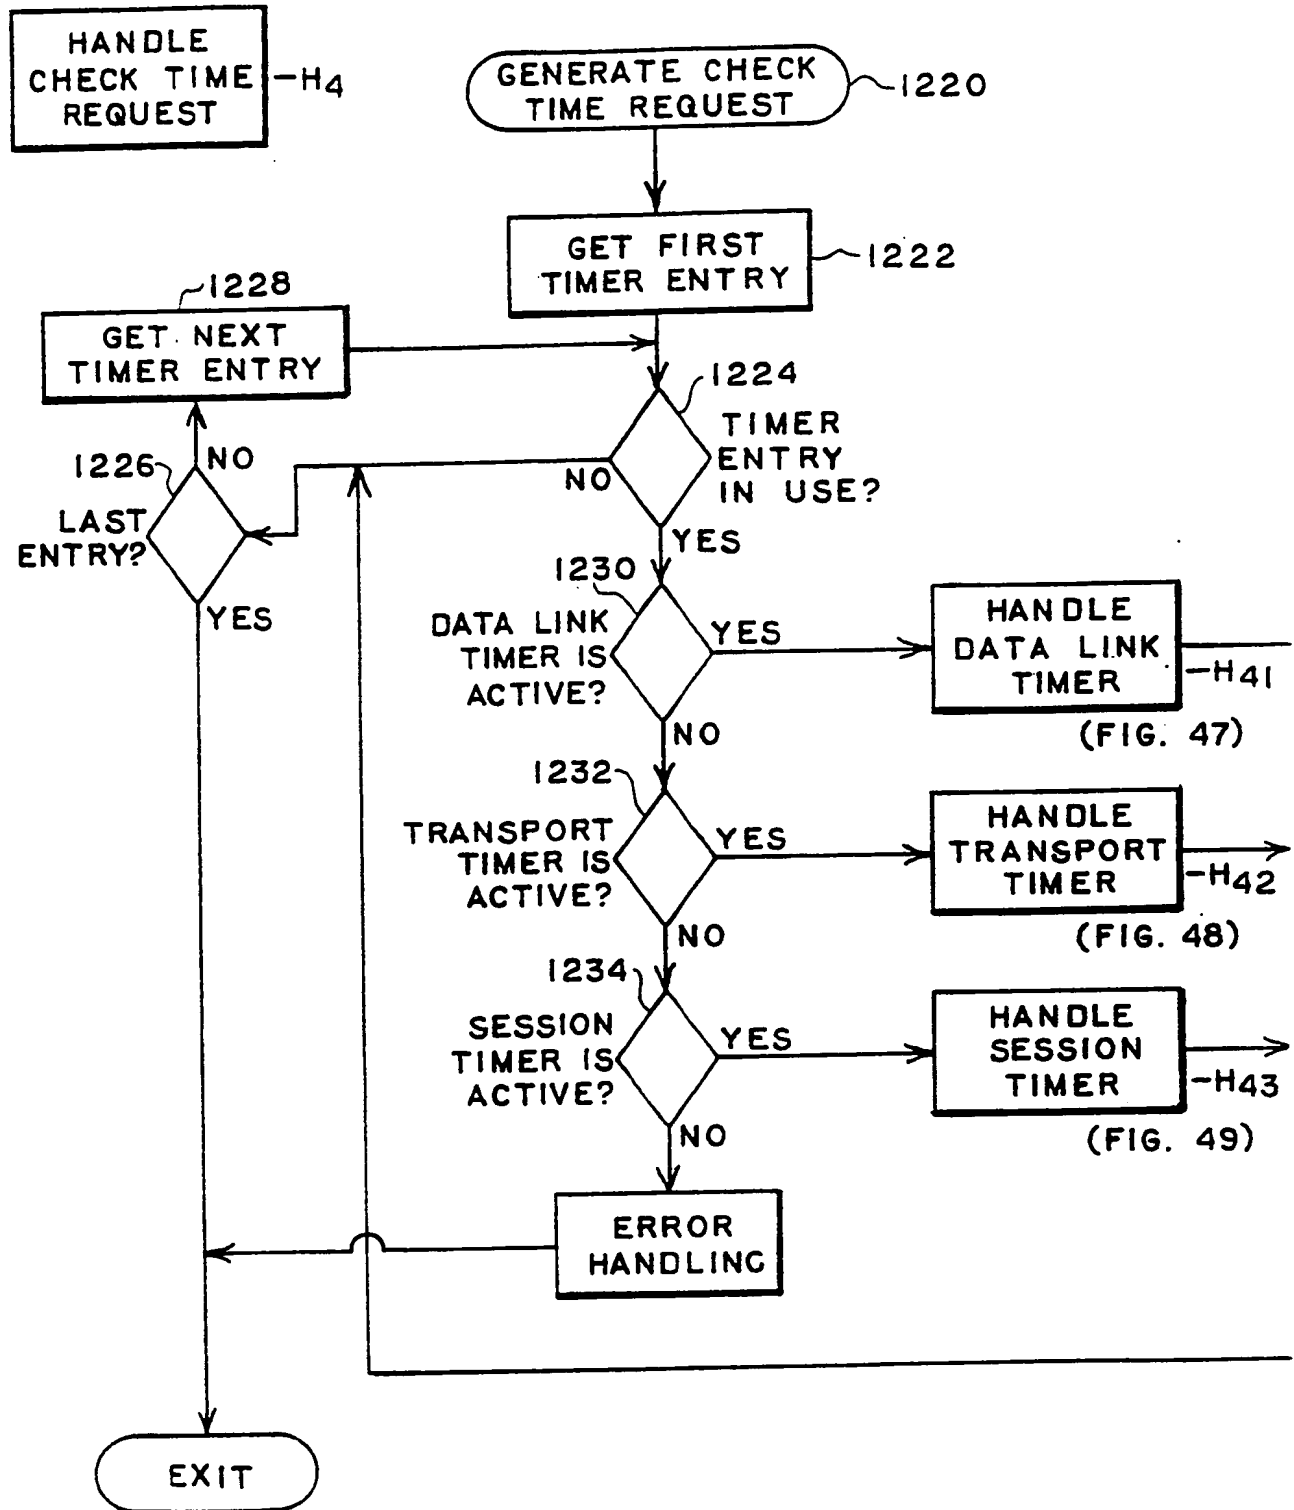 HANDLE
CHECK TIME
REQUEST
-H4
GENERATE CHECK
TIME REQUEST
1220
GET FIRST
TIMER ENTRY
1222
1228
GET NEXT
TIMER ENTRY
1224
TIMER
ENTRY
IN USE?
NO
YES
1226
NO
LAST
ENTRY?
YES
1230
DATA LINK
TIMER IS
ACTIVE?
YES
NO
HANDLE
DATA LINK
TIMER
-H41
(FIG. 47)
1232
TRANSPORT
TIMER IS
ACTIVE?
YES
NO
HANDLE
TRANSPORT
TIMER
-H42
(FIG. 48)
1234
SESSION
TIMER IS
ACTIVE?
YES
NO
HANDLE
SESSION
TIMER
-H43
(FIG. 49)
ERROR
HANDLING
EXIT